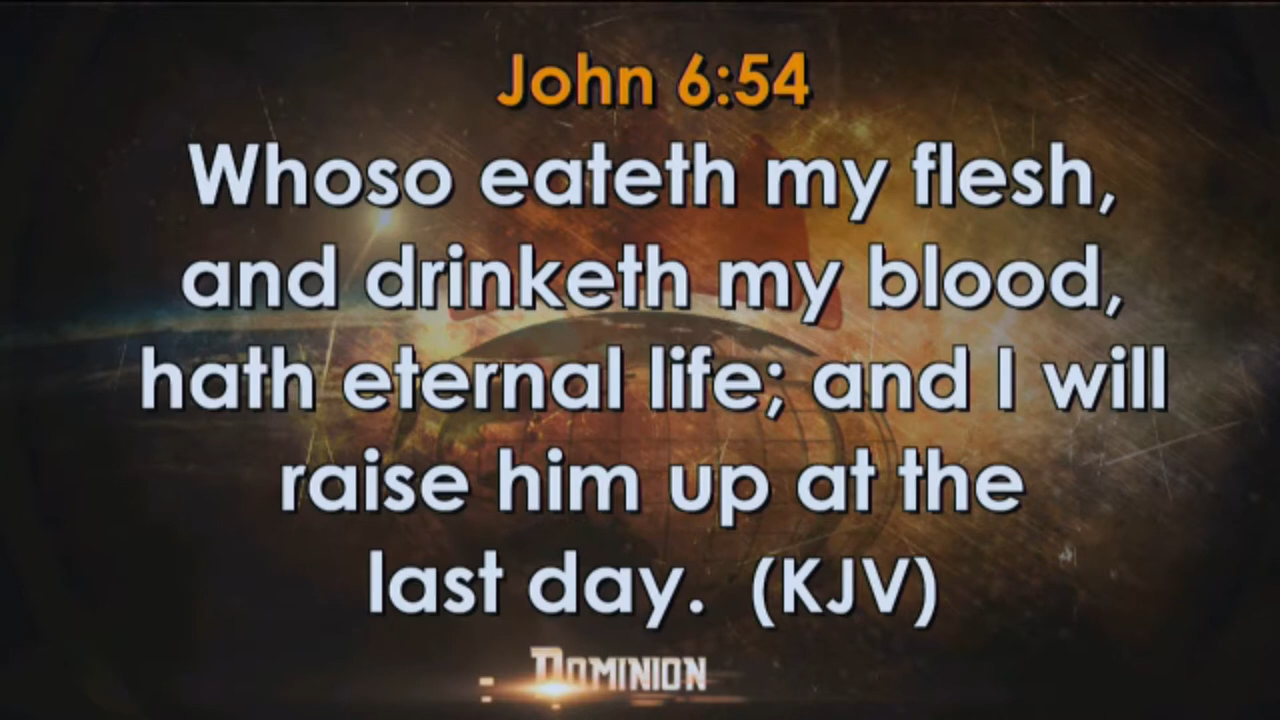 John 6:54
Whoso eateth my flesh,
and drinketh my blood,
hath eternal life; and I will
raise him up at the
last day. (KJV)
DOMINION